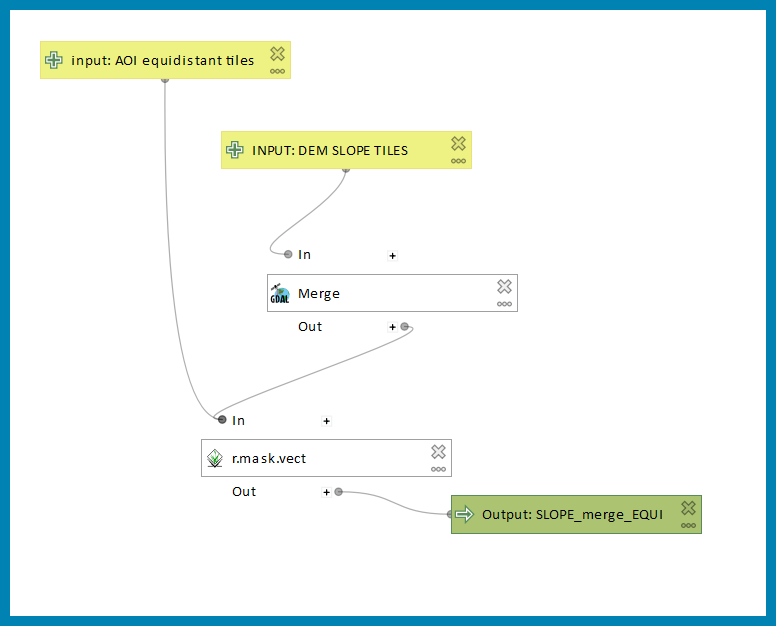 input: AOI equidistant tiles
INPUT: DEM SLOPE TILES
In +
GDAL Merge
Out +
In +
r.mask.vect
Out +
Output: SLOPE_merge_EQUI